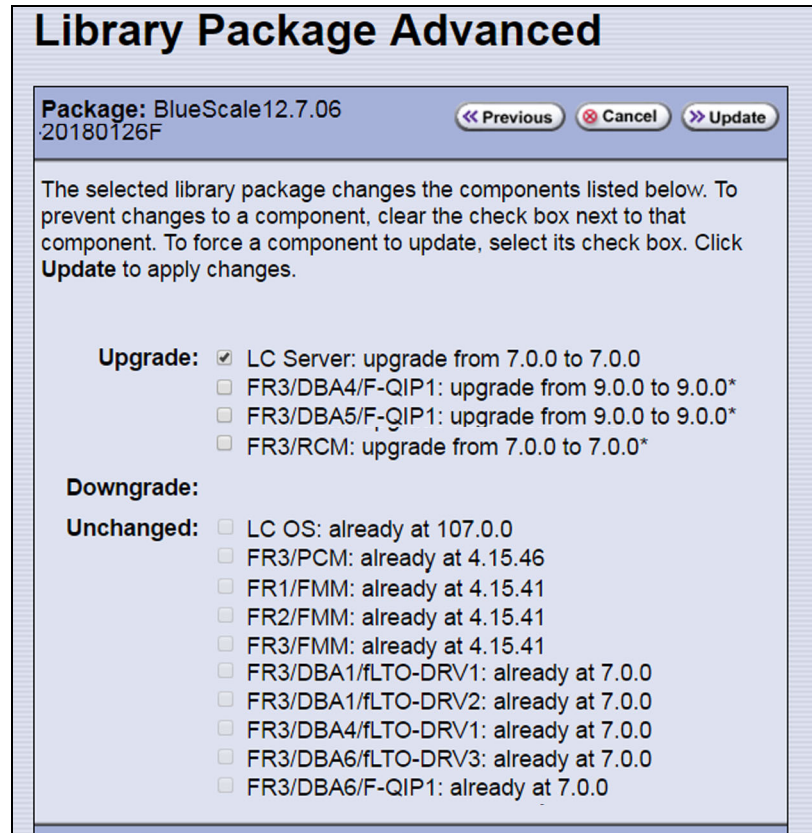 Library Package Advanced
Package: BlueScale12.7.06
-20180126F
Previous
Cancel
Update
The selected library package changes the components listed below. To
prevent changes to a component, clear the check box next to that
component. To force a component to update, select its check box. Click
Update to apply changes.
Upgrade: LC Server: upgrade from 7.0.0 to 7.0.0
FR3/DBA4/F-QIP1: upgrade from 9.0.0 to 9.0.0*
FR3/DBA5/F-QIP1: upgrade from 9.0.0 to 9.0.0*
FR3/RCM: upgrade from 7.0.0 to 7.0.0*
Downgrade:
Unchanged: LC OS: already at 107.0.0
FR3/PCM: already at 4.15.46
FR1/FMM: already at 4.15.41
FR2/FMM: already at 4.15.41
FR3/FMM: already at 4.15.41
FR3/DBA1/fLTO-DRV1: already at 7.0.0
FR3/DBA1/fLTO-DRV2: already at 7.0.0
FR3/DBA4/fLTO-DRV1: already at 7.0.0
FR3/DBA6/fLTO-DRV3: already at 7.0.0
FR3/DBA6/F-QIP1: already at 7.0.0